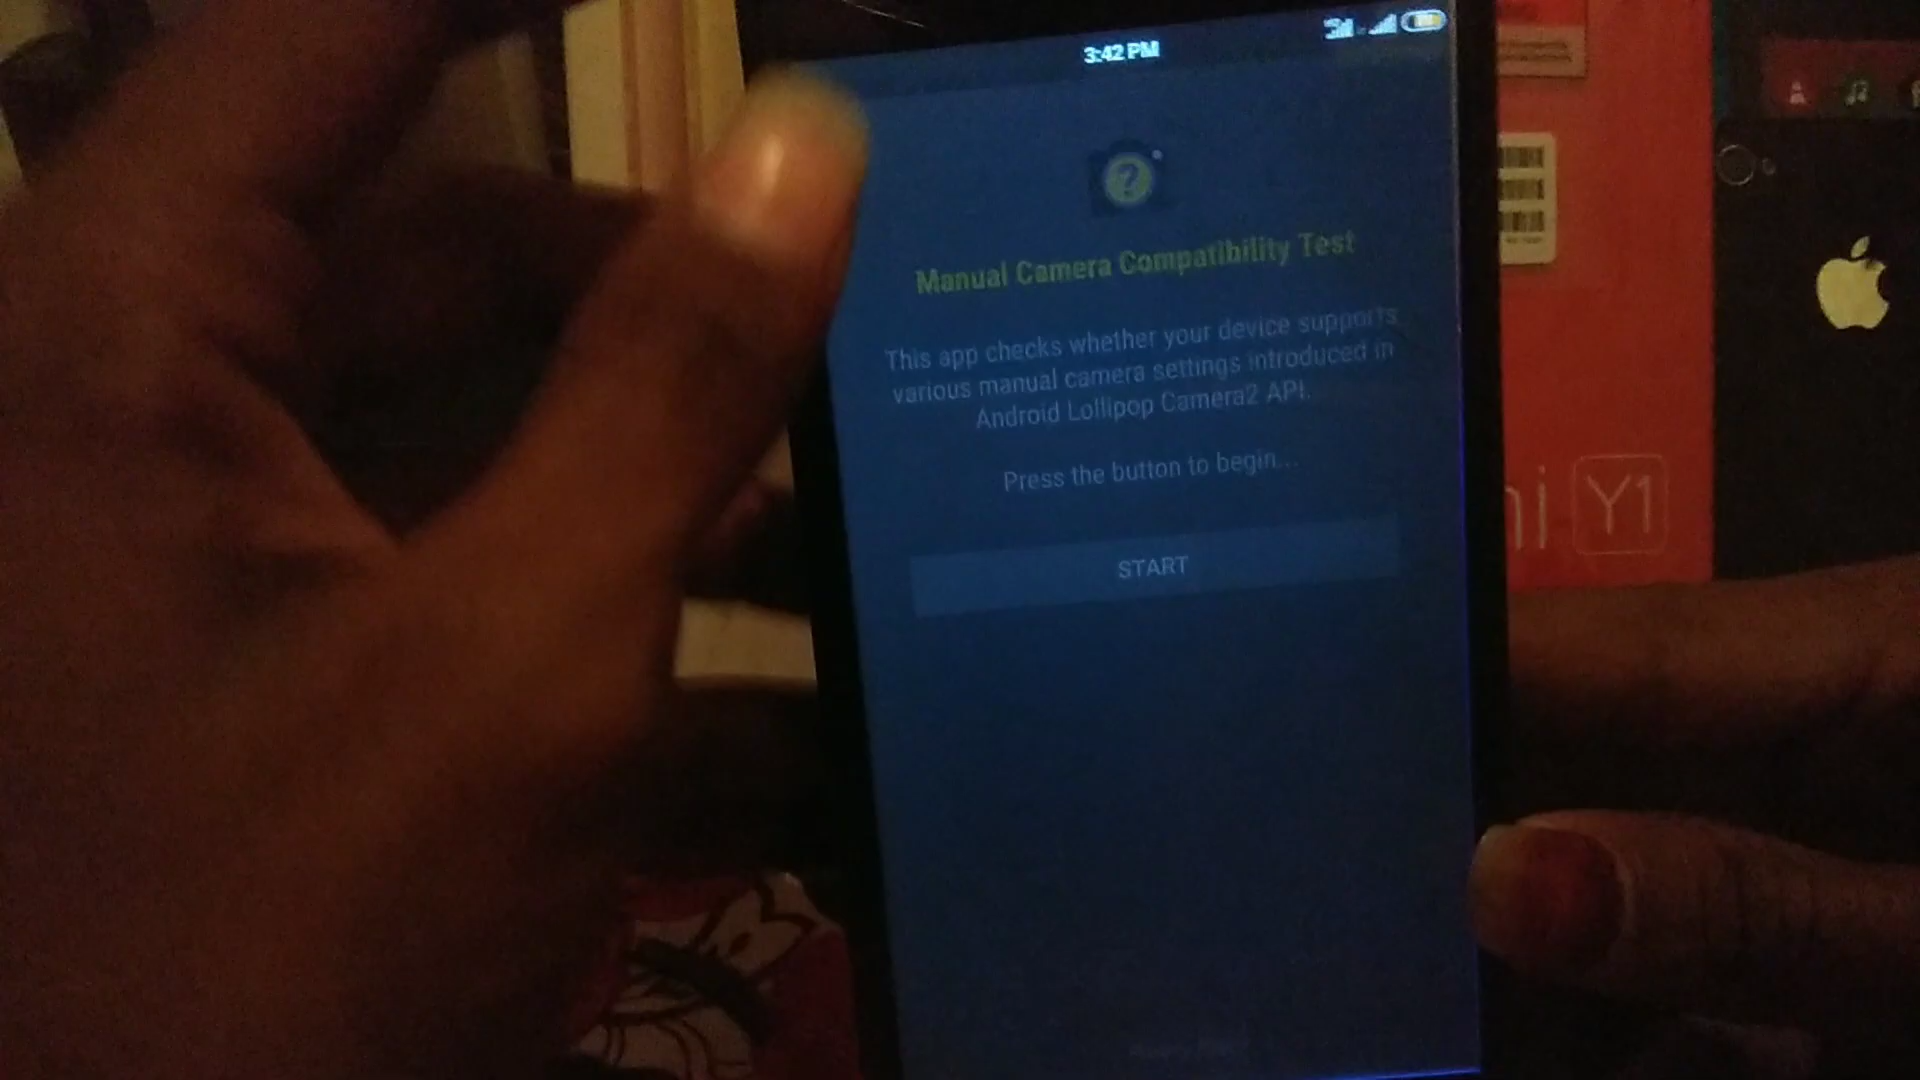 3:42 PM
Manual Camera Compatibility Test
This app checks whether your device supports
various manual camera settings introduced in
Android Lollipop Camera2 API.
Press the button to begin...
START
Y1